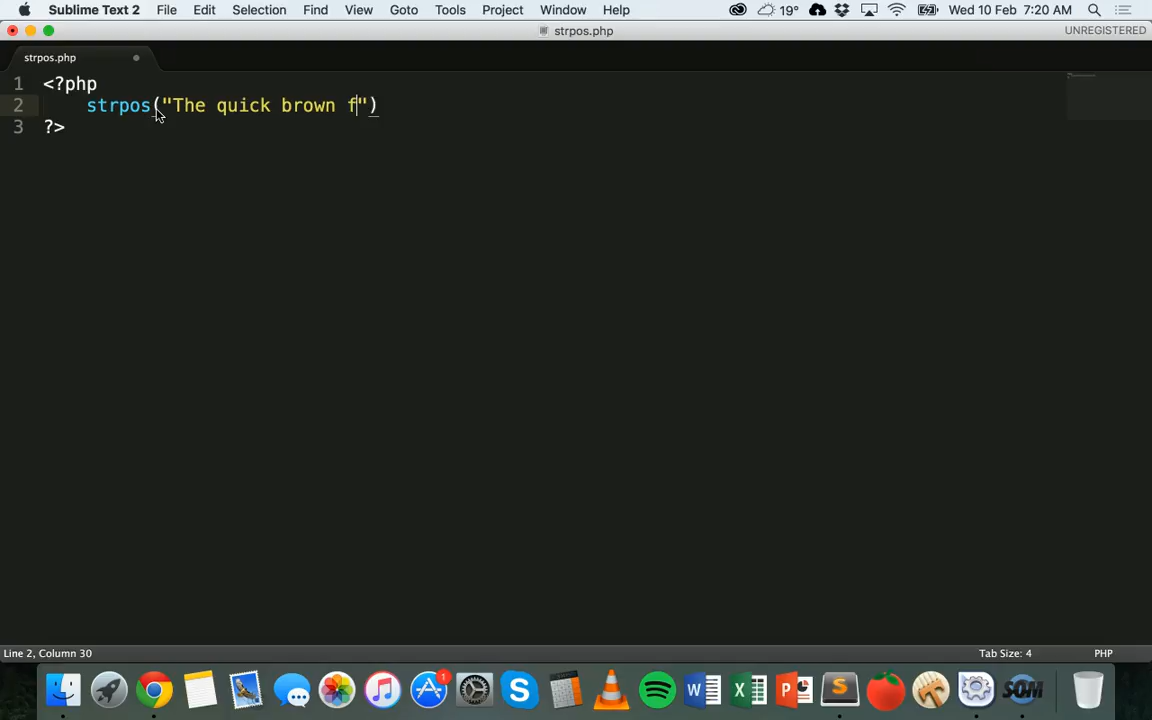 Sublime Text 2 File Edit Selection Find View Goto Tools Project Window Help 19° Wed 10 Feb 7:20 AM
strpos.php UNREGISTERED
strpos.php
1 <?php
2 strpos("The quick brown f")
3 ?>
Line 2, Column 30 Tab Size: 4 PHP
1
S W X P S SOM